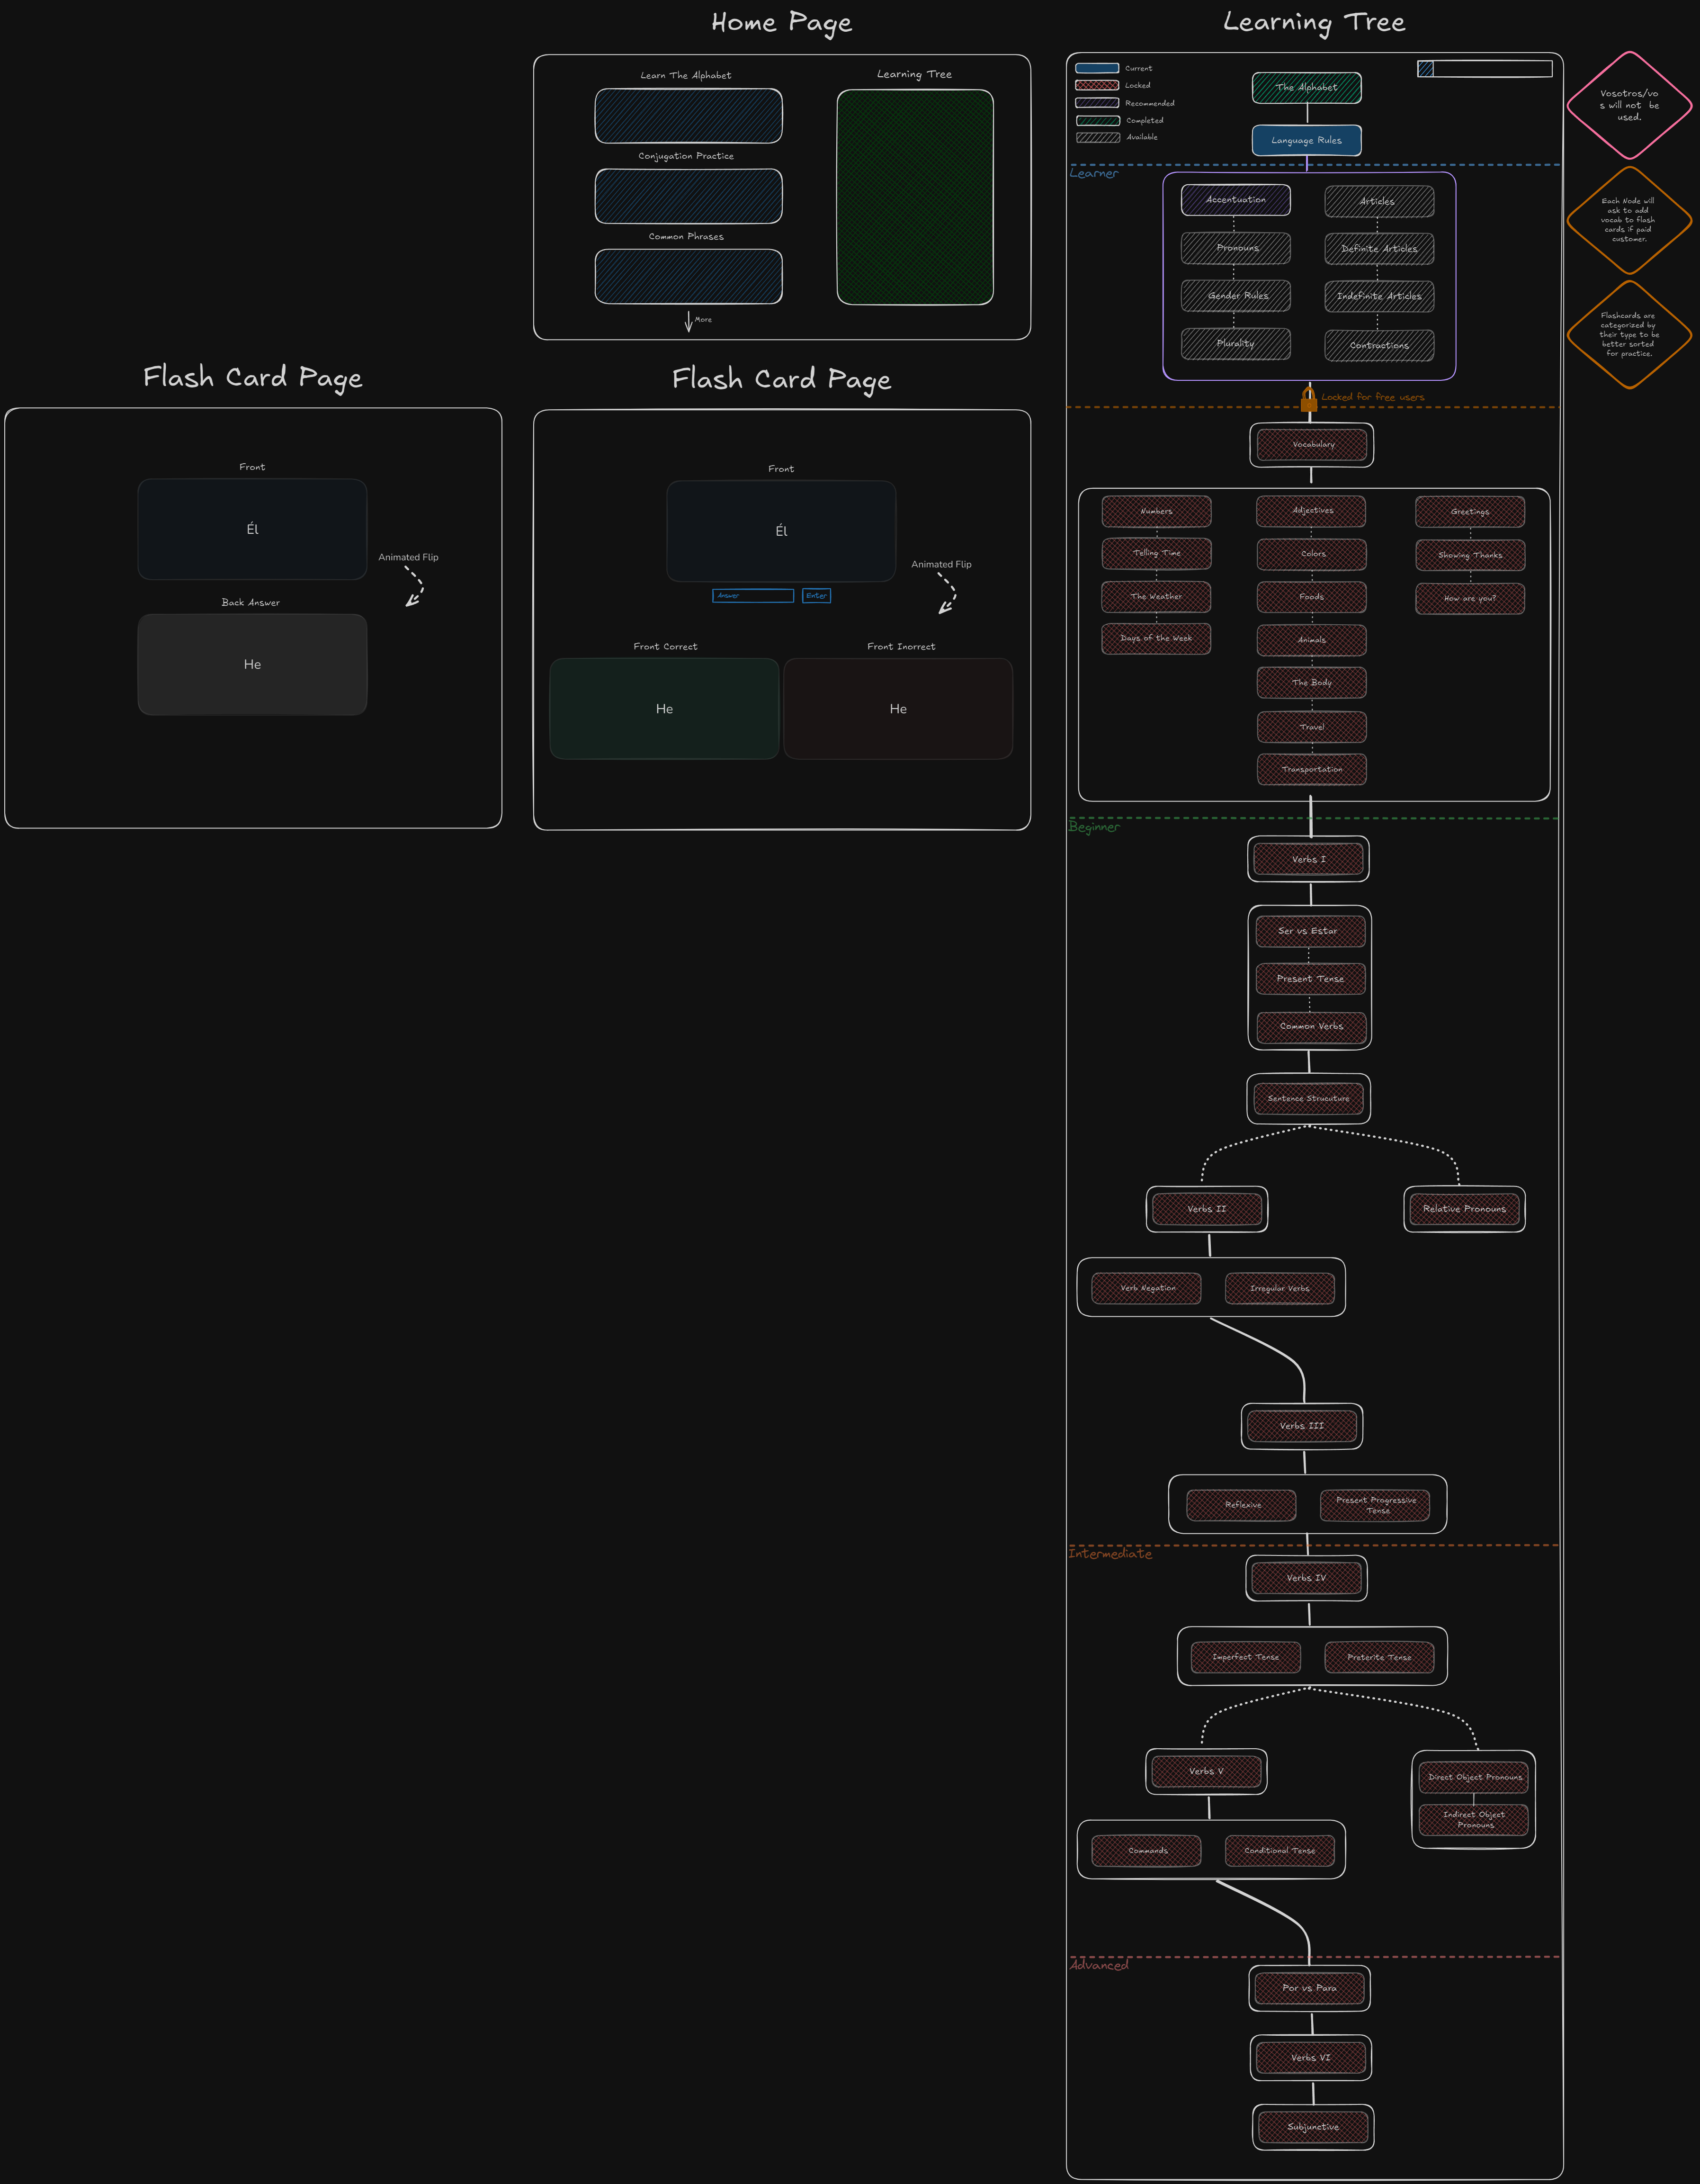 Home Page
Learn The Alphabet
Conjugation Practice
Common Phrases
More
Learning Tree
Flash Card Page
Front
Él
Animated Flip
Back Answer
He
Flash Card Page
Front
Él
Answer
Enter
Animated Flip
Front Correct
Front Inorrect
He
He
Learning Tree
Current
Locked
Recommended
Completed
Available
The Alphabet
Language Rules
Learner
Accentuation
Articles
Pronouns
Definite Articles
Gender Rules
Indefinite Articles
Plurality
Contractions
Locked for free users
Vocabulary
Numbers
Adjectives
Greetings
Telling Time
Colors
Showing Thanks
The Weather
Foods
How are you?
Days of the Week
Animals
The Body
Travel
Transportation
Beginner
Verbs I
Ser vs Estar
Present Tense
Common Verbs
Sentence Strucuture
Verbs II
Relative Pronouns
Verb Negation
Irregular Verbs
Verbs III
Reflexive
Present Progressive
Tense
Intermediate
Verbs IV
Imperfect Tense
Preterite Tense
Verbs V
Direct Object Pronouns
Indirect Object
Pronouns
Commands
Conditional Tense
Advanced
Por vs Para
Verbs VI
Subjunctive
Vosotros/vo
s will not be
used.
Each Node will
ask to add
vocab to flash
cards if paid
customer.
Flashcards are
categorized by
their type to be
better sorted
for practice.